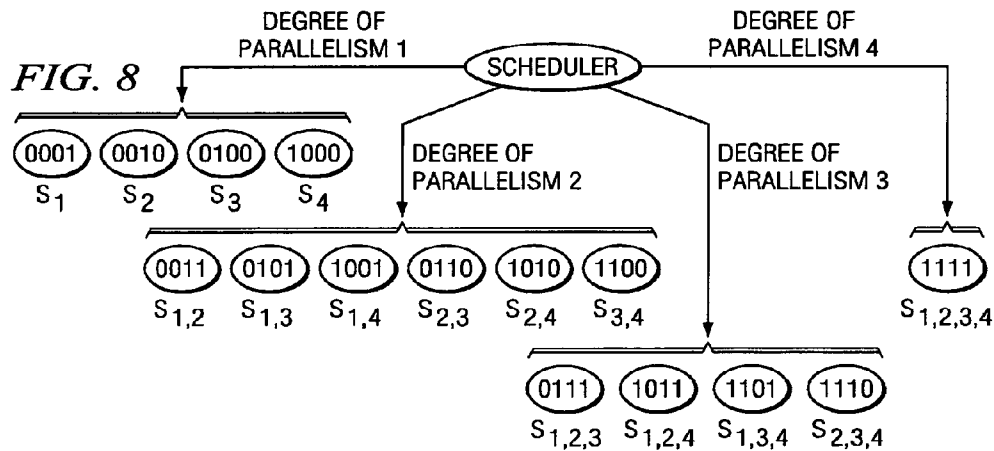 DEGREE OF
PARALLELISM 1
DEGREE OF
PARALLELISM 4
SCHEDULER
FIG. 8
0001 0010 0100 1000
S1 S2 S3 S4
DEGREE OF
PARALLELISM 2
DEGREE OF
PARALLELISM 3
0011 0101 1001 0110 1010 1100
S1,2 S1,3 S1,4 S2,3 S2,4 S3,4
1111
S1,2,3,4
0111 1011 1101 1110
S1,2,3 S1,2,4 S1,3,4 S2,3,4